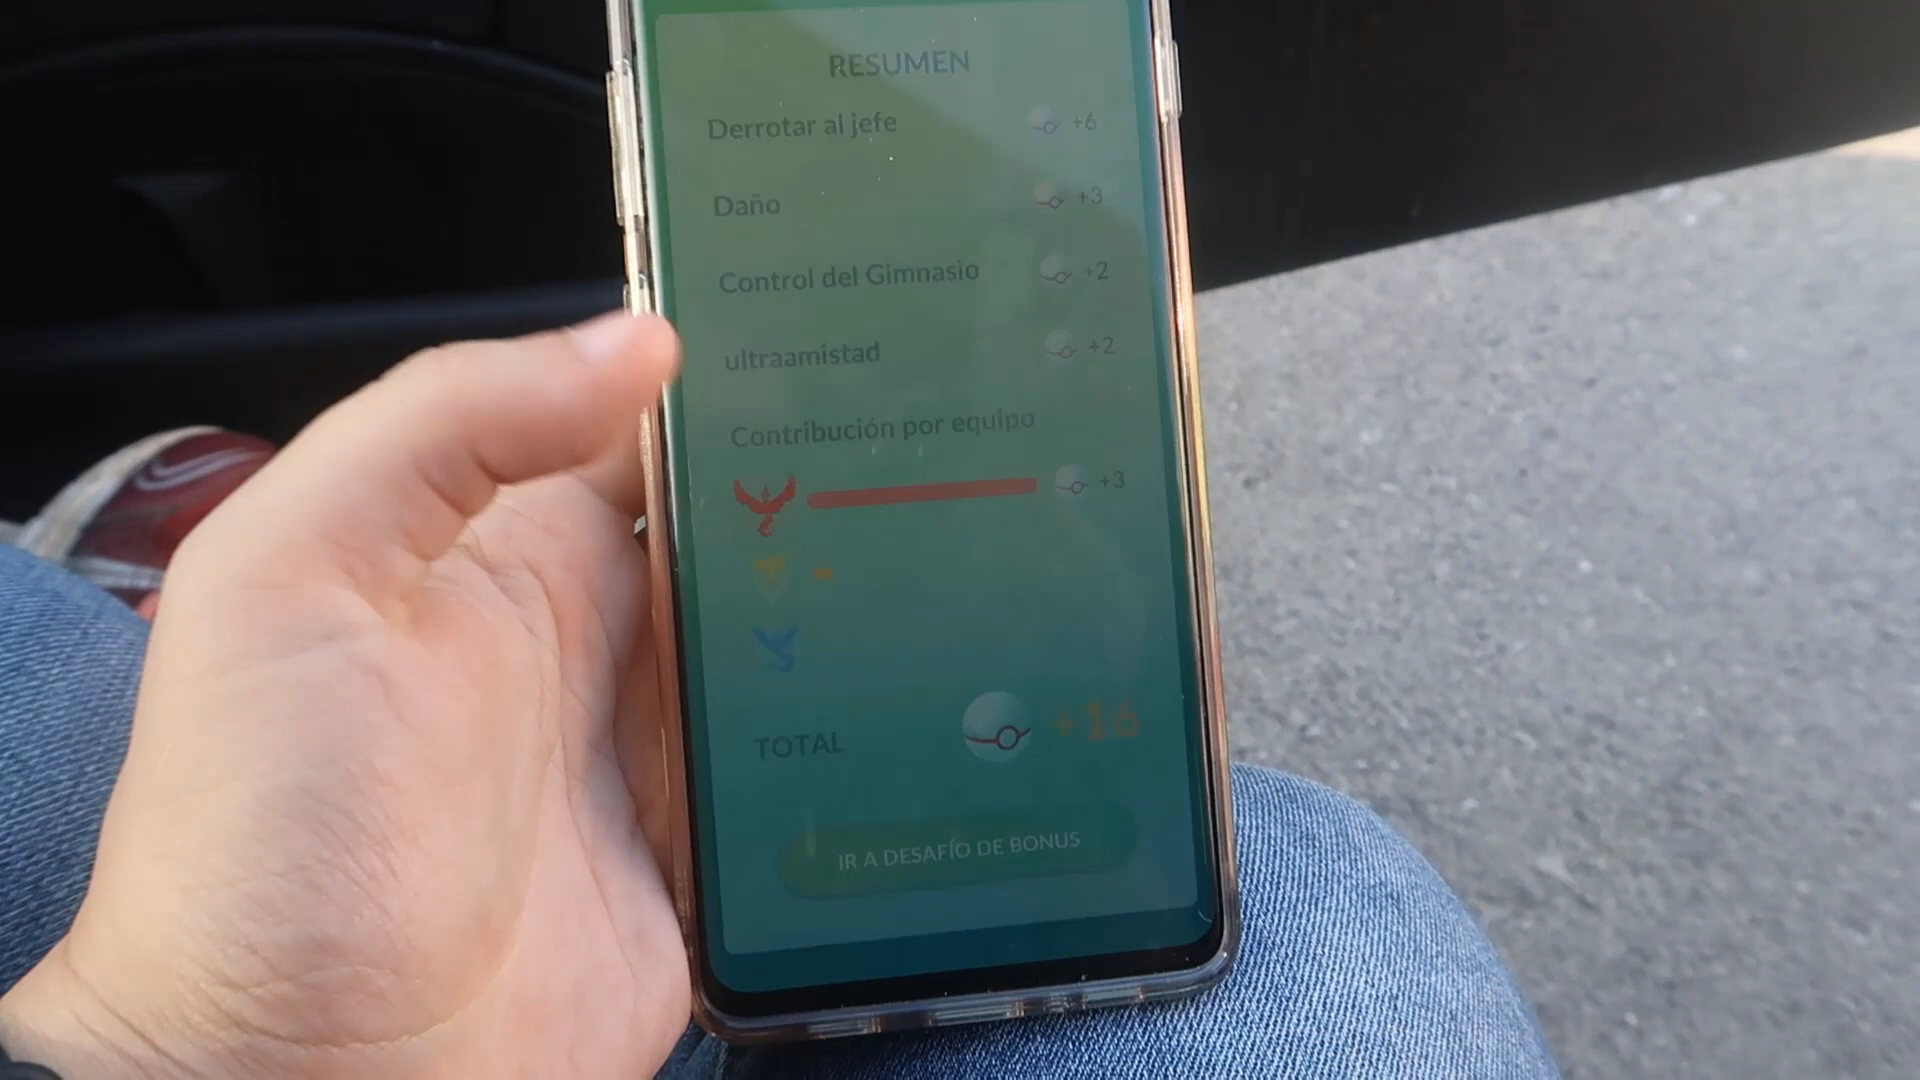 RESUMEN
Derrotar al jefe +6
Daño +3
Control del Gimnasio +2
ultraamistad +2
Contribución por equipo
+3
TOTAL +16
IR A DESAFÍO DE BONUS